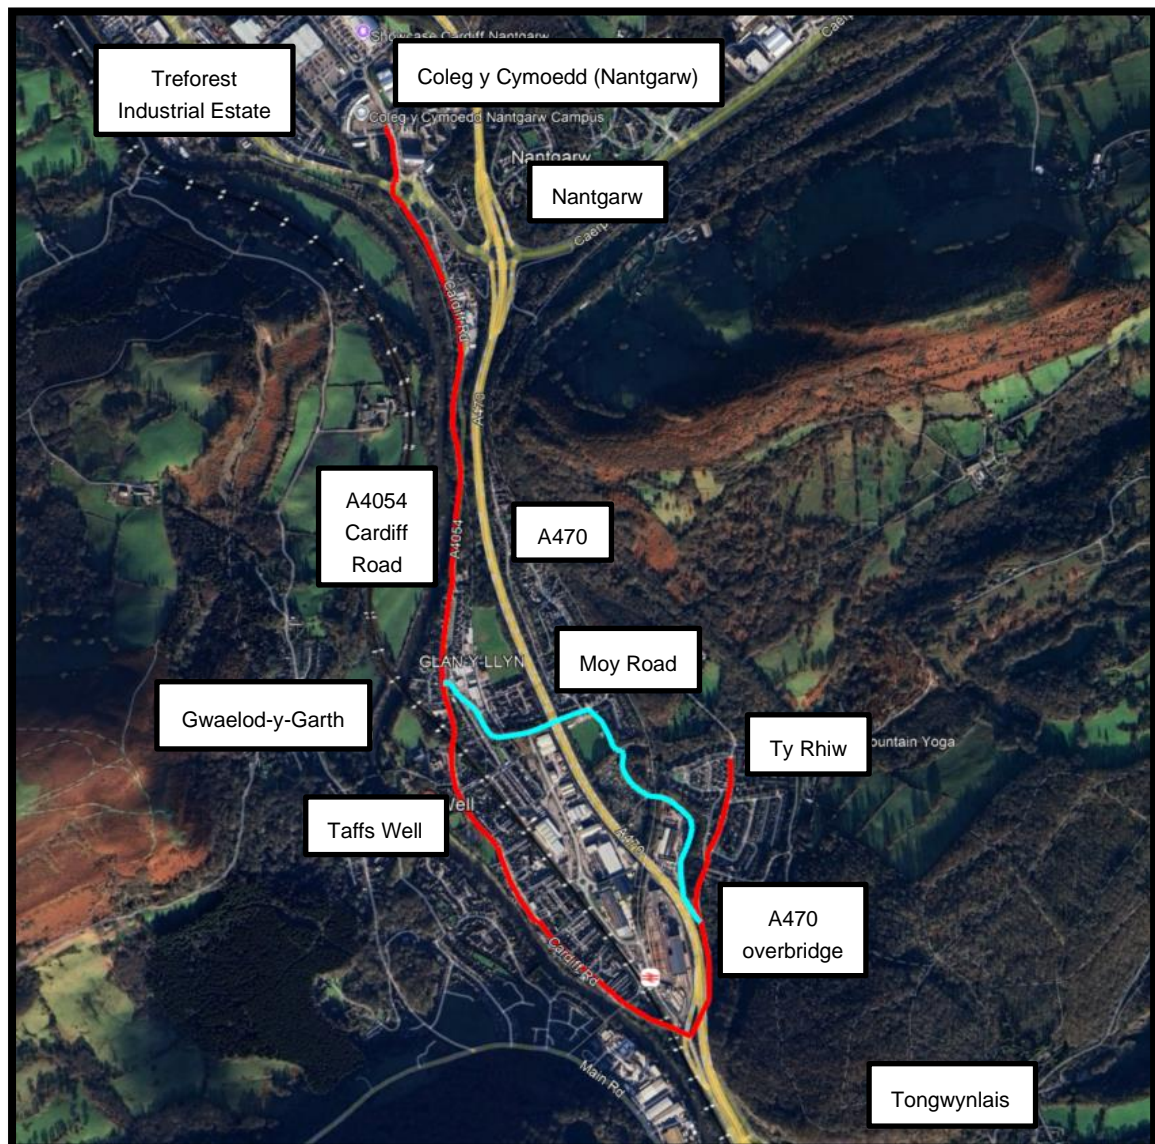 Showcase Cardiff Nantgarw
Treforest
Industrial Estate
Coleg y Cymoedd (Nantgarw)
Coleg y Cymoedd Nantgarw Campus
Nantgarw
Nantgarw
Cardiff Rd
A470
A4054
Cardiff
Road
A4054
A470
GLAN-Y-LLYN
Moy Road
Gwaelod-y-Garth
Ty Rhiw
ountain Yoga
Taffs Well
Well
A470
A470
overbridge
Cardiff Rd
Main Rd
Tongwynlais